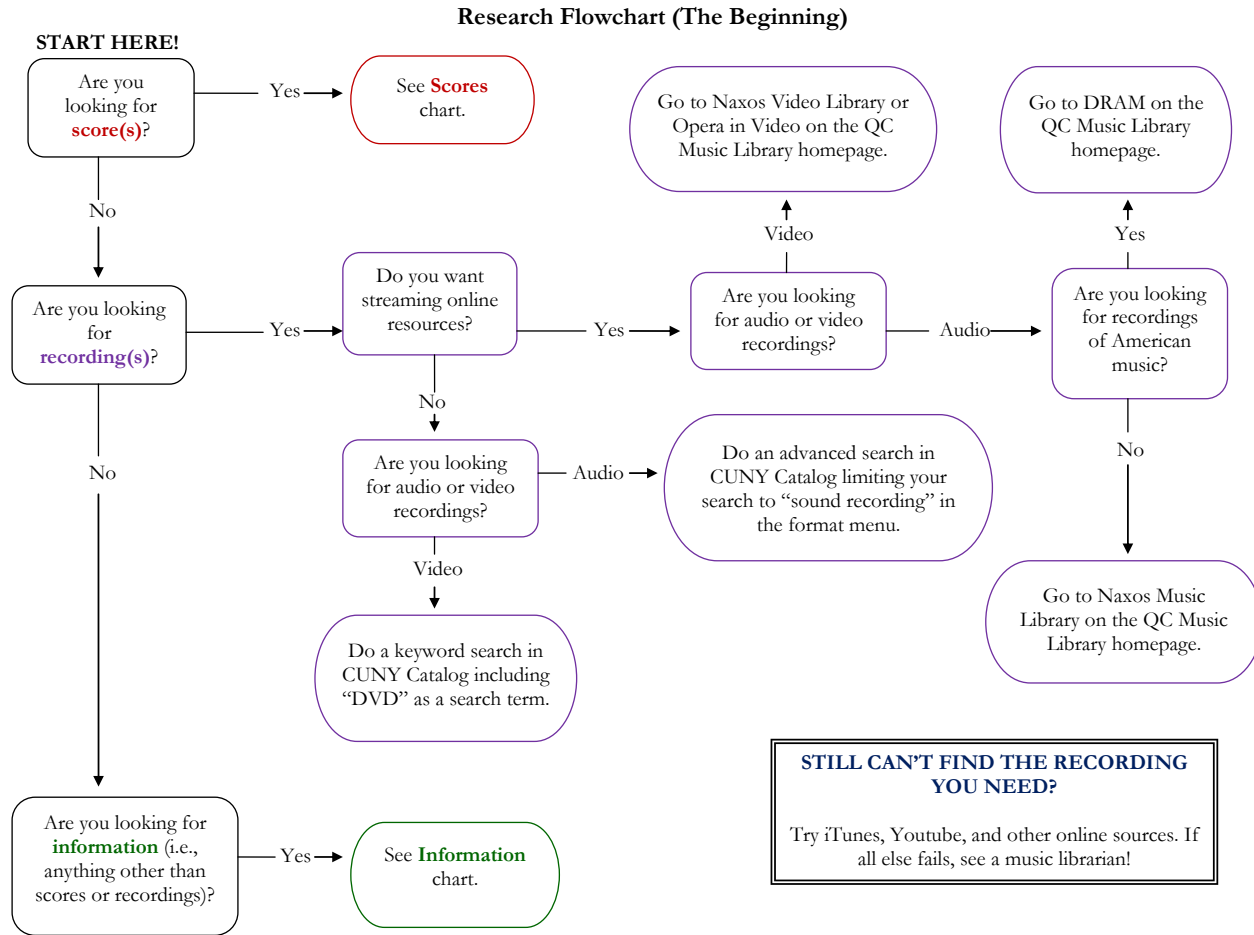 Research Flowchart (The Beginning)
START HERE!
Are you
looking for
score(s)?
Yes
See Scores
chart.
No
Are you looking
for
recording(s)?
Yes
Do you want
streaming online
resources?
Yes
Are you looking
for audio or video
recordings?
Video
Go to Naxos Video Library or
Opera in Video on the QC
Music Library homepage.
Audio
Are you looking
for recordings
of American
music?
Yes
Go to DRAM on the
QC Music Library
homepage.
No
Go to Naxos Music
Library on the QC Music
Library homepage.
No
Are you looking
for audio or video
recordings?
Audio
Do an advanced search in
CUNY Catalog limiting your
search to “sound recording” in
the format menu.
Video
Do a keyword search in
CUNY Catalog including
“DVD” as a search term.
No
Are you looking for
information (i.e.,
anything other than
scores or recordings)?
Yes
See Information
chart.
STILL CAN’T FIND THE RECORDING
YOU NEED?
Try iTunes, Youtube, and other online sources. If
all else fails, see a music librarian!